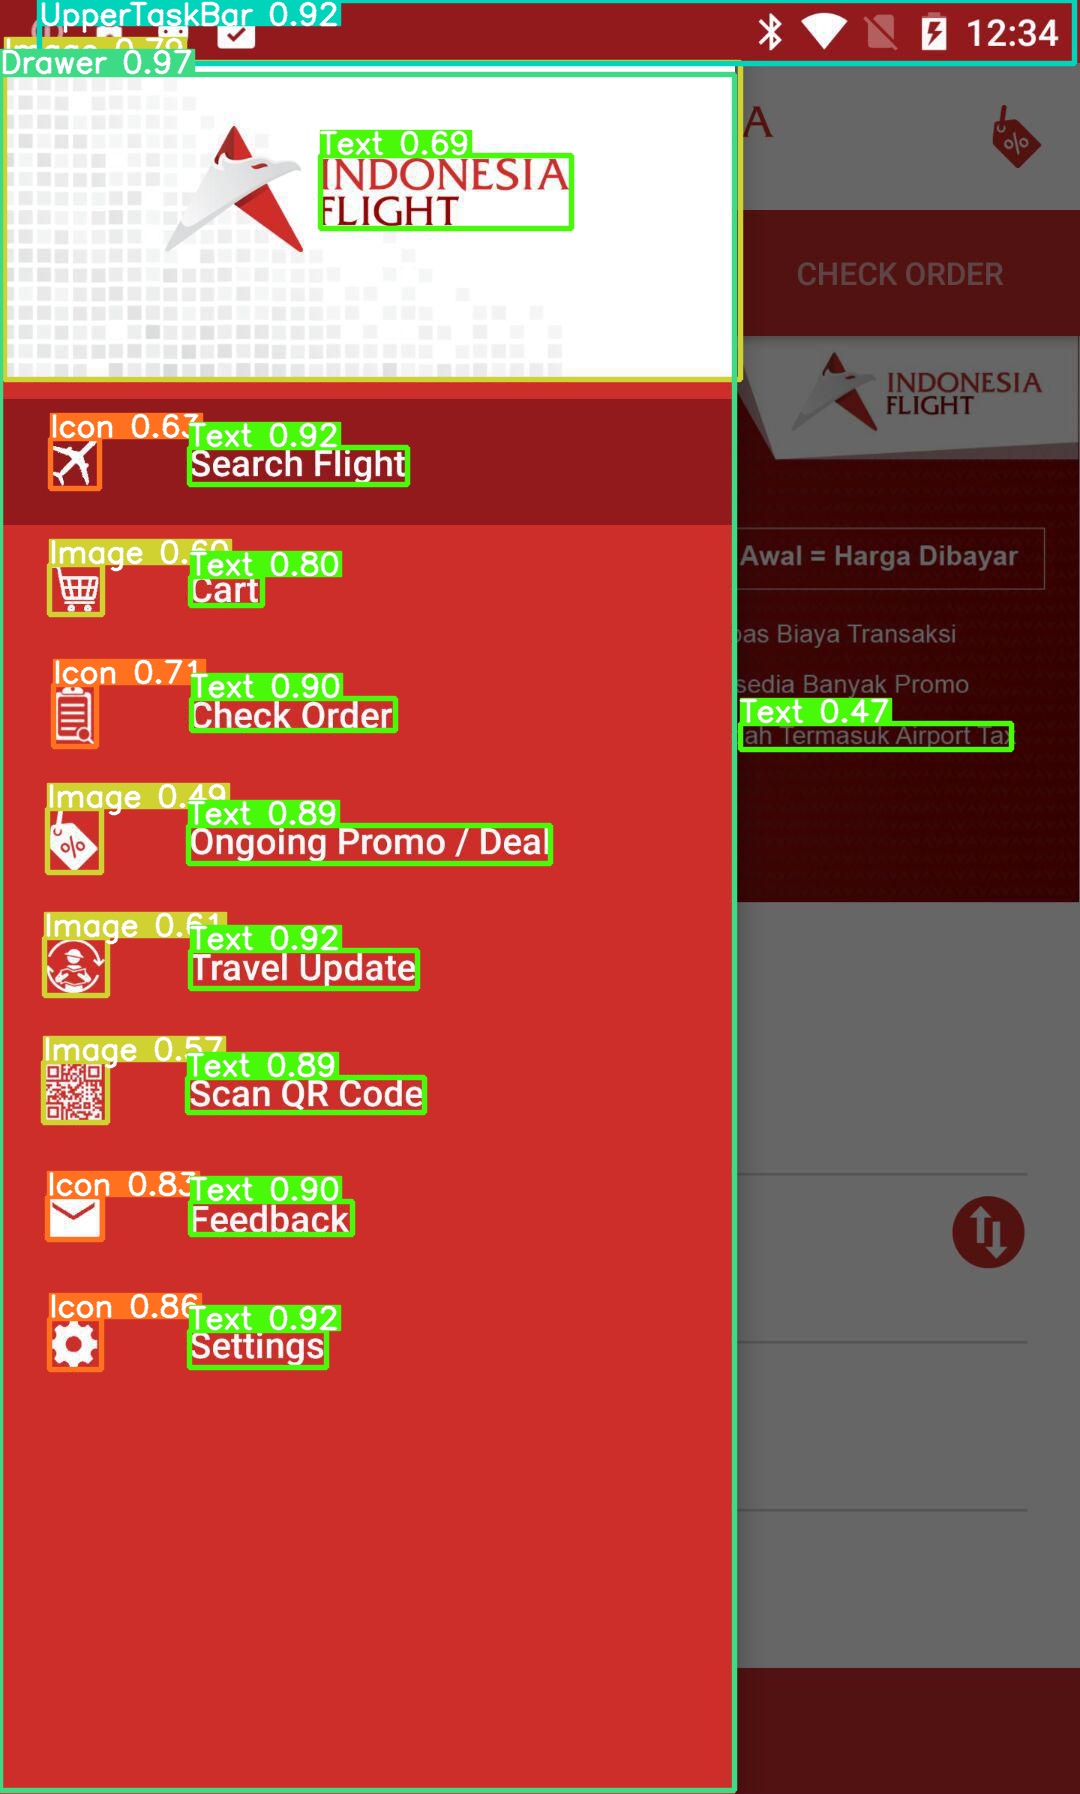 UpperTaskBar 0.92
12:34
Image 0.79
Drawer 0.97
Text 0.69
INDONESIA
FLIGHT
A
CHECK ORDER
INDONESIA
FLIGHT
Icon 0.63
Text 0.92
Search Flight
Image 0.60
Text 0.80
Cart
Awal = Harga Dibayar
Biaya Transaksi
Icon 0.71
Text 0.90
Check Order
Banyak Promo
Text 0.47
Termasuk Airport Tax
Image 0.49
Text 0.89
Ongoing Promo / Deal
Image 0.61
Text 0.92
Travel Update
Image 0.57
Text 0.89
Scan QR Code
Icon 0.83
Text 0.90
Feedback
Icon 0.86
Text 0.92
Settings